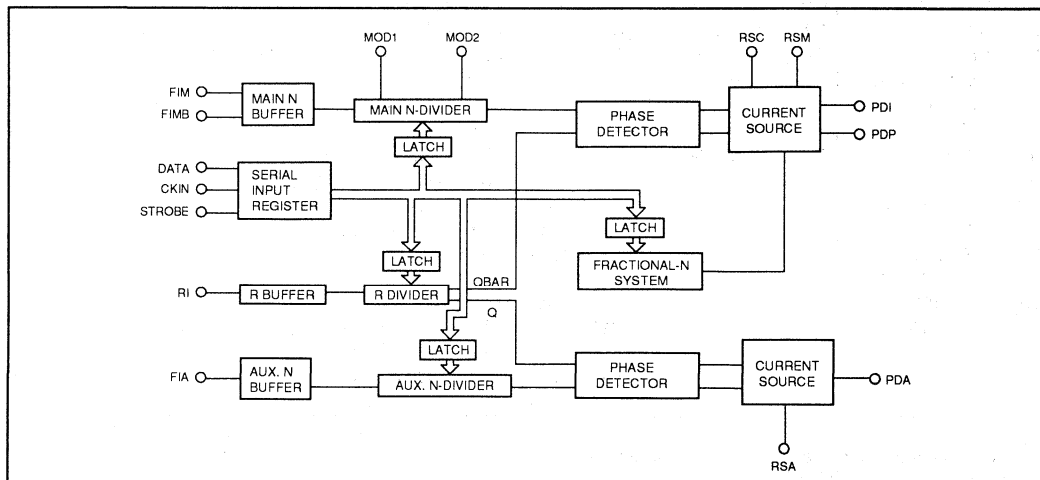 MOD1
MOD2
RSC
RSM
FIM
FIMB
MAIN N
BUFFER
MAIN N-DIVIDER
PHASE
DETECTOR
CURRENT
SOURCE
PDI
PDP
LATCH
DATA
CKIN
STROBE
SERIAL
INPUT
REGISTER
LATCH
LATCH
FRACTIONAL-N
SYSTEM
RI
R BUFFER
R DIVIDER
QBAR
Q
LATCH
FIA
AUX. N
BUFFER
AUX. N-DIVIDER
PHASE
DETECTOR
CURRENT
SOURCE
PDA
RSA